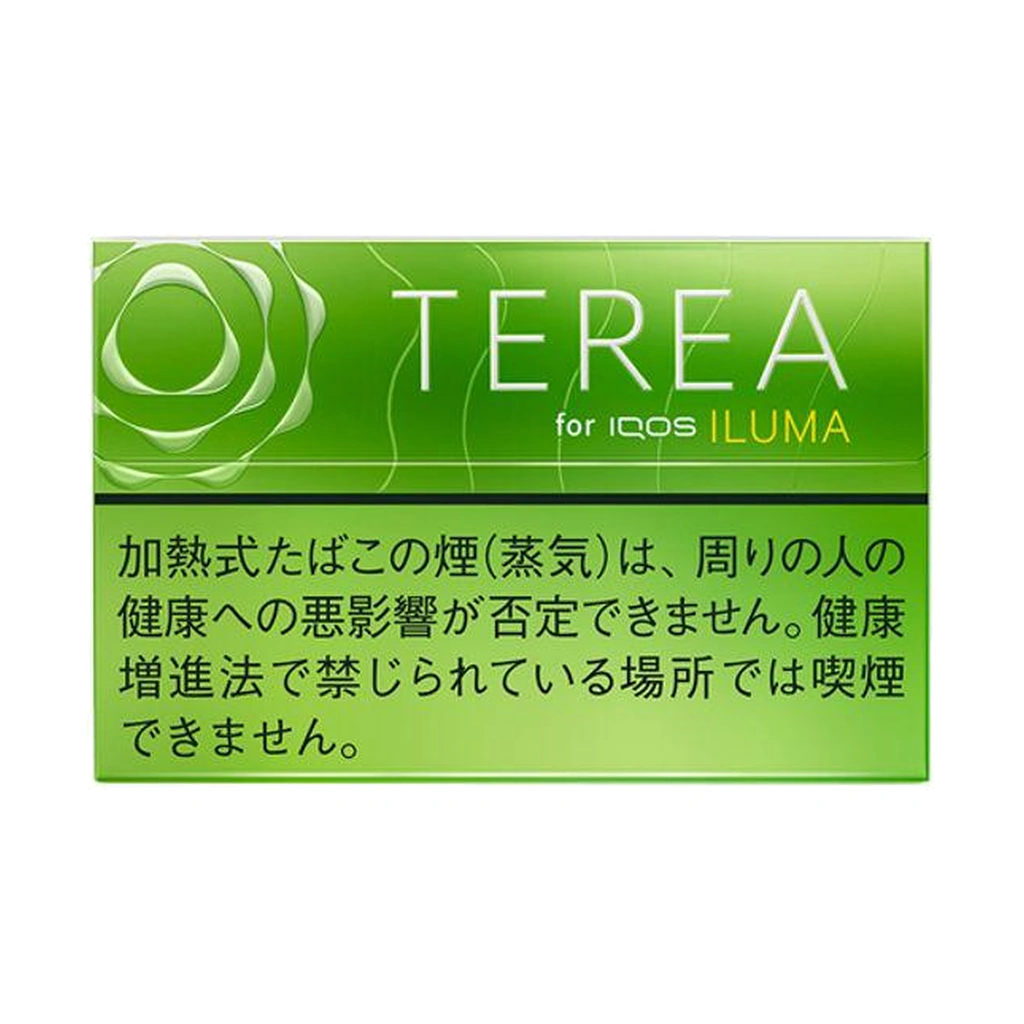 TEREA
for IQOS ILUMA
加熱式たばこの煙(蒸気)は、周りの人の
健康への悪影響が否定できません。健康
増進法で禁じられている場所では喫煙
できません。